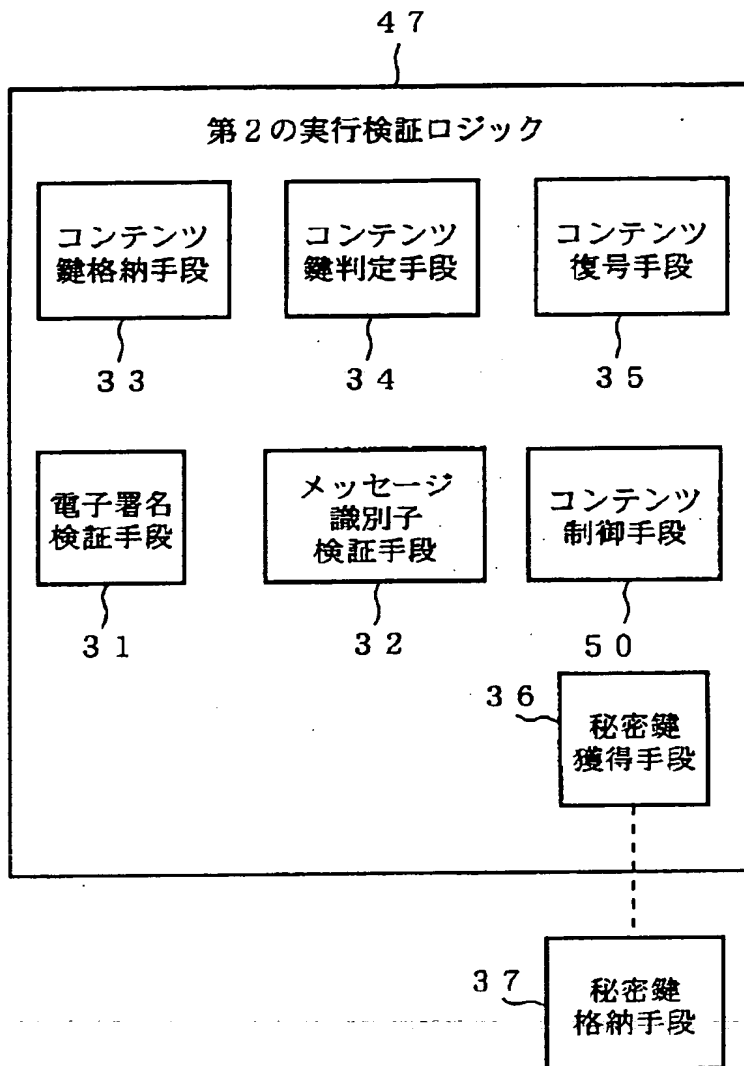 47
第2の実行検証ロジック
コンテンツ
鍵格納手段
33
コンテンツ
鍵判定手段
34
コンテンツ
復号手段
35
電子署名
検証手段
31
メッセージ
識別子
検証手段
32
コンテンツ
制御手段
50
36
秘密鍵
獲得手段
37
秘密鍵
格納手段